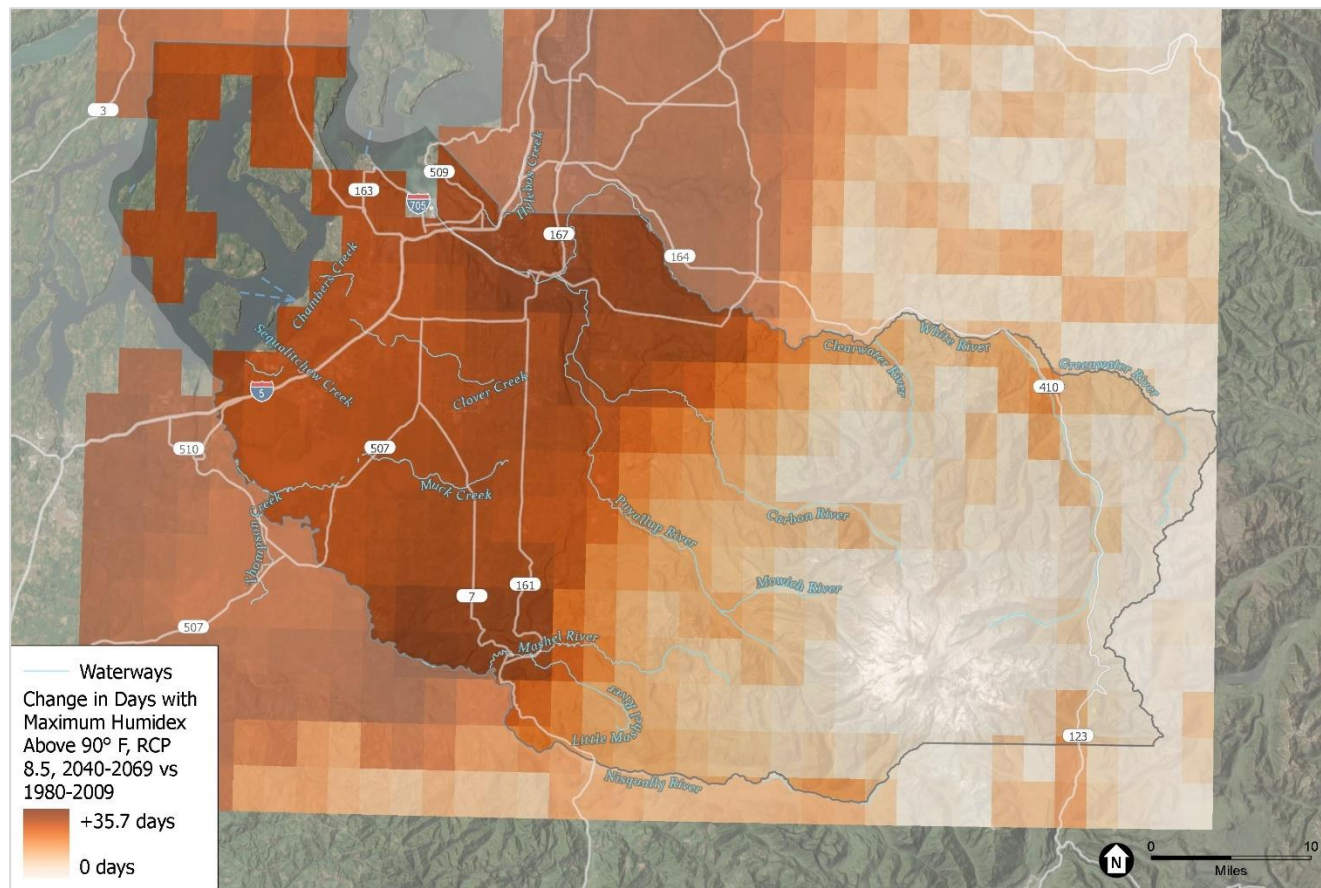 3
509
163
705
Hylebos Creek
167
164
Chambers Creek
Sequalitchew Creek
5
Clover Creek
Clearwater River
White River
Greenwater River
410
510
507
Muck Creek
Thompson Creek
Puyallup River
Carbon River
Mowich River
7
161
507
Mashel River
Little Mashel River
123
Nisqually River
Waterways
Change in Days with
Maximum Humidex
Above 90° F, RCP
8.5, 2040-2069 vs
1980-2009
+35.7 days
0 days
N
0
10
Miles